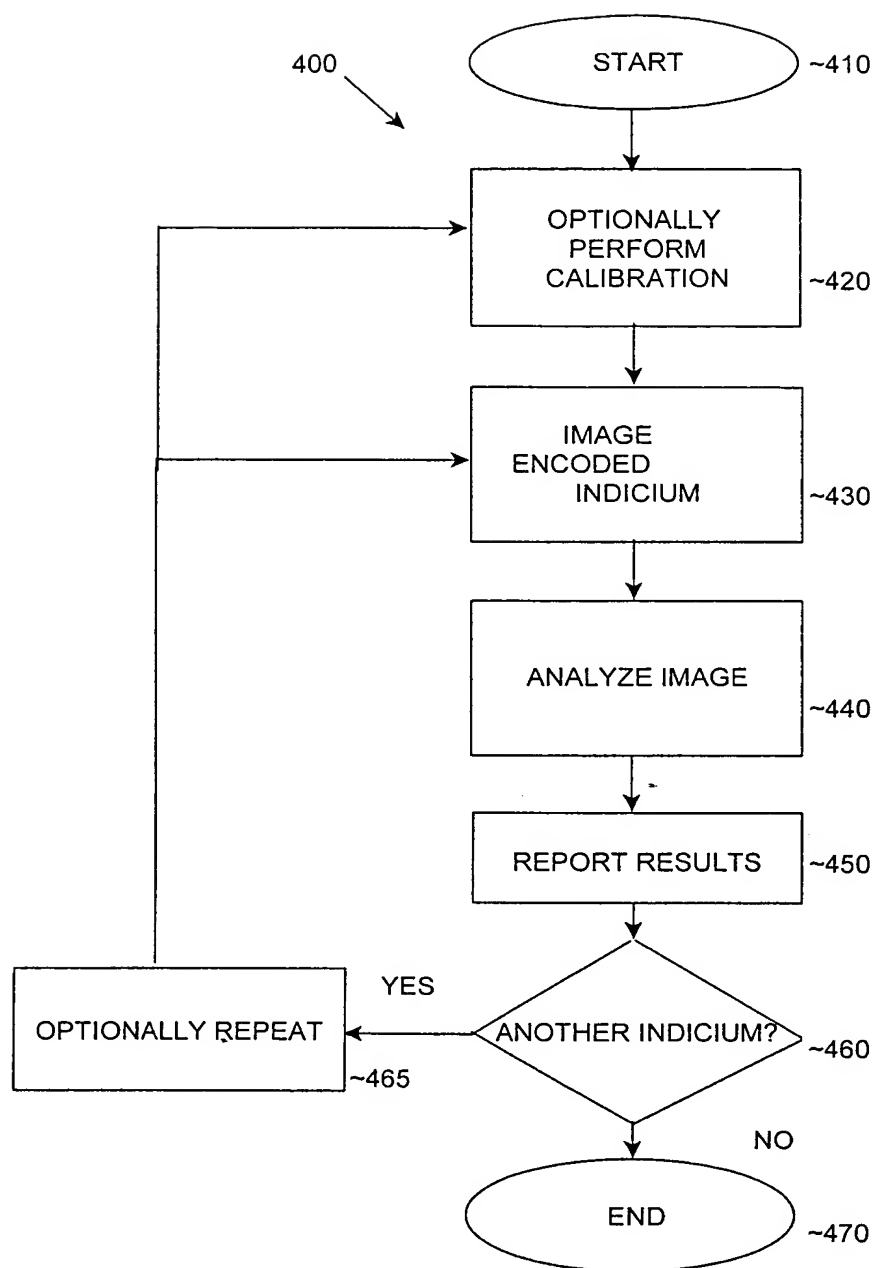 400
START
~410
OPTIONALLY
PERFORM
CALIBRATION
~420
IMAGE
ENCODED
INDICIUM
~430
ANALYZE IMAGE
~440
REPORT RESULTS
~450
YES
ANOTHER INDICIUM?
~460
OPTIONALLY REPEAT
~465
NO
END
~470